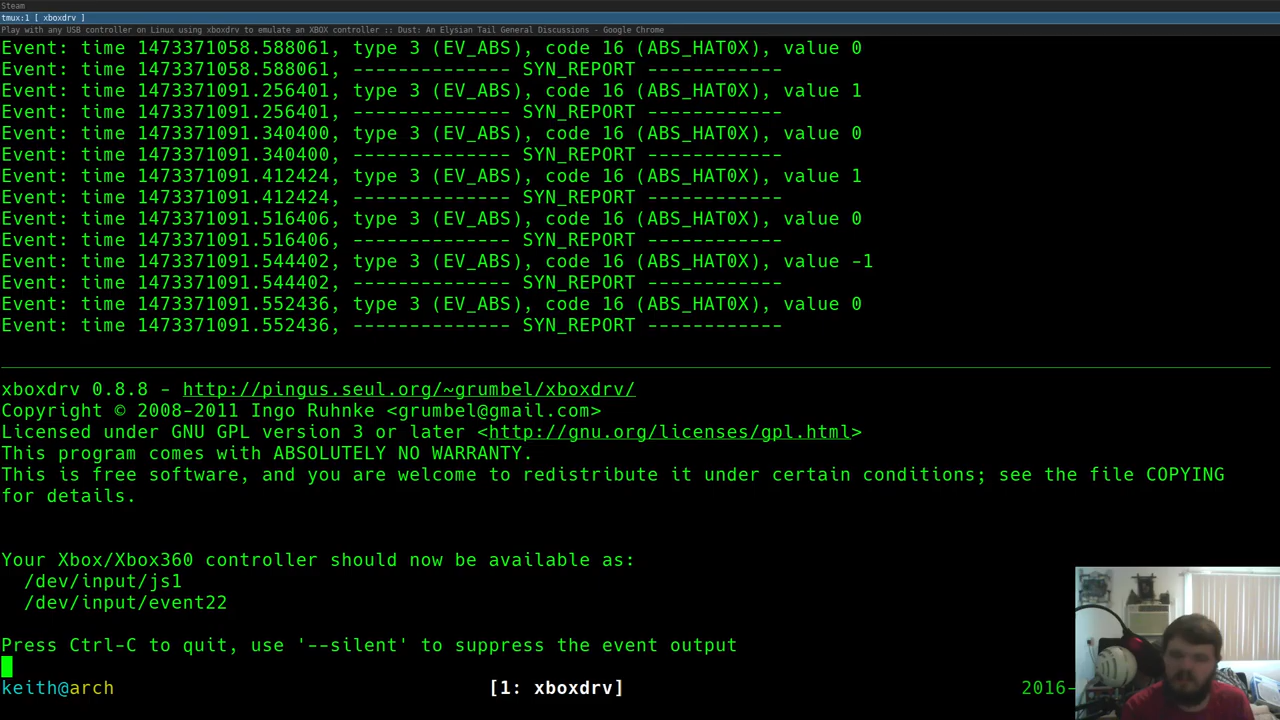 Steam
tmux:1 [ xboxdrv ]
Play with any USB controller on Linux using xboxdrv to emulate an XBOX controller :: Dust: An Elysian Tail General Discussions - Google Chrome
Event: time 1473371058.588061, type 3 (EV_ABS), code 16 (ABS_HAT0X), value 0
Event: time 1473371058.588061, -------------- SYN_REPORT ------------
Event: time 1473371091.256401, type 3 (EV_ABS), code 16 (ABS_HAT0X), value 1
Event: time 1473371091.256401, -------------- SYN_REPORT ------------
Event: time 1473371091.340400, type 3 (EV_ABS), code 16 (ABS_HAT0X), value 0
Event: time 1473371091.340400, -------------- SYN_REPORT ------------
Event: time 1473371091.412424, type 3 (EV_ABS), code 16 (ABS_HAT0X), value 1
Event: time 1473371091.412424, -------------- SYN_REPORT ------------
Event: time 1473371091.516406, type 3 (EV_ABS), code 16 (ABS_HAT0X), value 0
Event: time 1473371091.516406, -------------- SYN_REPORT ------------
Event: time 1473371091.544402, type 3 (EV_ABS), code 16 (ABS_HAT0X), value -1
Event: time 1473371091.544402, -------------- SYN_REPORT ------------
Event: time 1473371091.552436, type 3 (EV_ABS), code 16 (ABS_HAT0X), value 0
Event: time 1473371091.552436, -------------- SYN_REPORT ------------
xboxdrv 0.8.8 - http://pingus.seul.org/~grumbel/xboxdrv/
Copyright © 2008-2011 Ingo Ruhnke <grumbel@gmail.com>
Licensed under GNU GPL version 3 or later <http://gnu.org/licenses/gpl.html>
This program comes with ABSOLUTELY NO WARRANTY.
This is free software, and you are welcome to redistribute it under certain conditions; see the file COPYING
for details.
Your Xbox/Xbox360 controller should now be available as:
/dev/input/js1
/dev/input/event22
Press Ctrl-C to quit, use '--silent' to suppress the event output
keith@arch [1: xboxdrv] 2016-